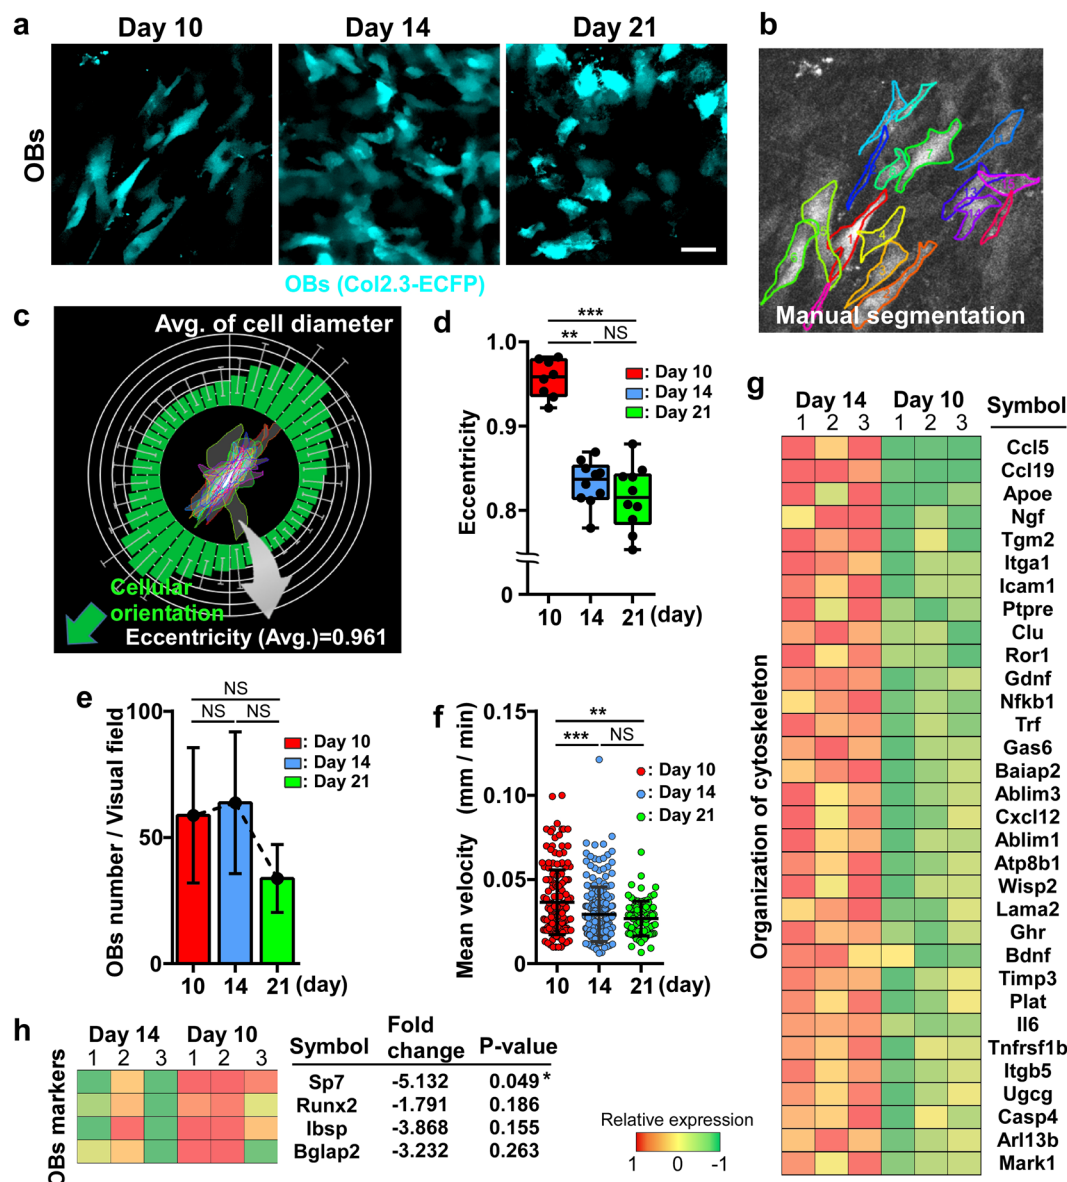 a
Day 10
Day 14
Day 21
OBs
OBs (Col2.3-ECFP)
b
Manual segmentation
c
Avg. of cell diameter
Cellular
orientation
Eccentricity (Avg.)=0.961
d
***
**
NS
1.0
0.9
0.8
0
Eccentricity
: Day 10
: Day 14
: Day 21
10
14
21
(day)
e
NS
NS
NS
100
50
0
OBs number / Visual field
: Day 10
: Day 14
: Day 21
10
14
21
(day)
f
**
***
NS
0.15
0.10
0.05
0
Mean velocity (mm / min)
: Day 10
: Day 14
: Day 21
10
14
21
(day)
g
Day 14
Day 10
Symbol
1 2 3 1 2 3
Organization of cytoskeleton
Ccl5
Ccl19
Apoe
Ngf
Tgm2
Itga1
Icam1
Ptpre
Clu
Ror1
Gdnf
Nfkb1
Trf
Gas6
Baiap2
Ablim3
Cxcl12
Ablim1
Atp8b1
Wisp2
Lama2
Ghr
Bdnf
Timp3
Plat
Il6
Tnfrsf1b
Itgb5
Ugcg
Casp4
Arl13b
Mark1
h
Day 14
Day 10
1 2 3 1 2 3
OBs markers
Symbol Fold change P-value
Sp7 -5.132 0.049 *
Runx2 -1.791 0.186
Ibsp -3.868 0.155
Bglap2 -3.232 0.263
Relative expression
1 0 -1